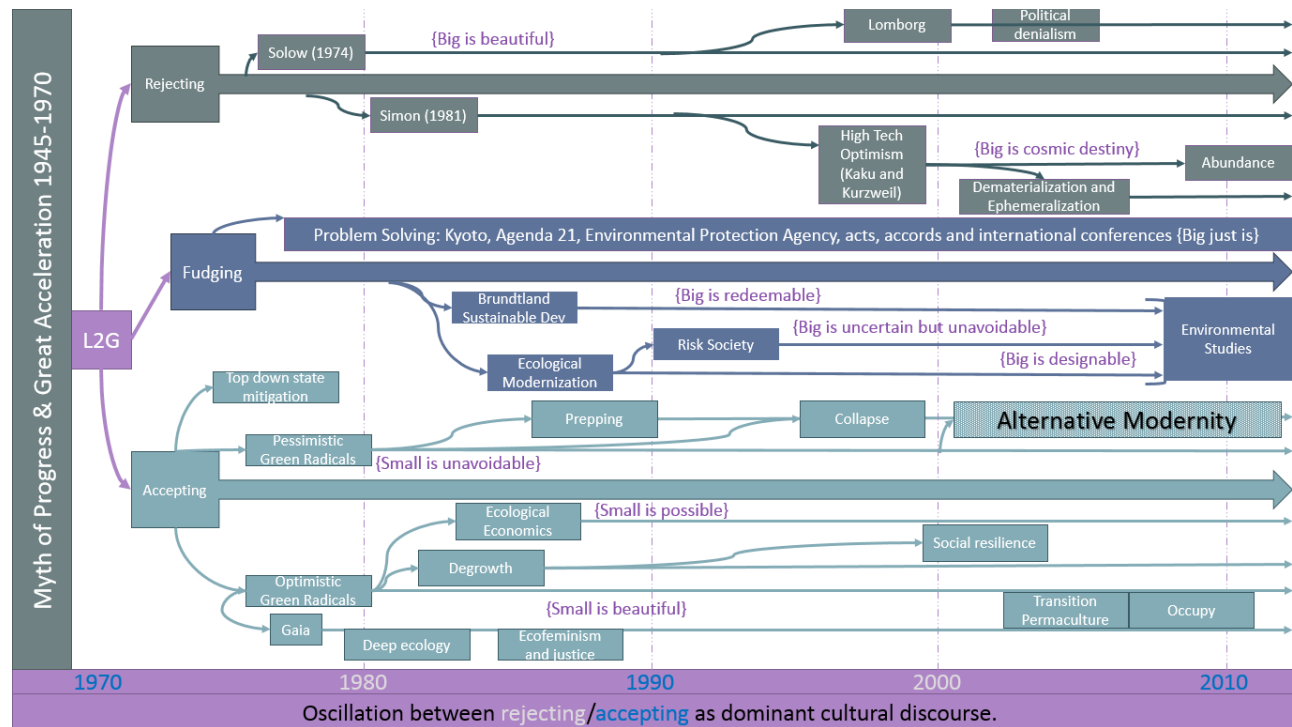 Myth of Progress & Great Acceleration 1945-1970
L2G
Rejecting
Solow (1974)
{Big is beautiful}
Lomborg
Political
denialism
Simon (1981)
High Tech
Optimism
(Kaku and
Kurzweil)
{Big is cosmic destiny}
Abundance
Dematerialization and
Ephemeralization
Fudging
Problem Solving: Kyoto, Agenda 21, Environmental Protection Agency, acts, accords and international conferences {Big just is}
Brundtland
Sustainable Dev
{Big is redeemable}
Risk Society
{Big is uncertain but unavoidable}
Ecological
Modernization
{Big is designable}
Environmental
Studies
Accepting
Top down state
mitigation
Pessimistic
Green Radicals
{Small is unavoidable}
Prepping
Collapse
Alternative Modernity
Ecological
Economics
{Small is possible}
Degrowth
Social resilience
Optimistic
Green Radicals
{Small is beautiful}
Gaia
Deep ecology
Ecofeminism
and justice
Transition
Permaculture
Occupy
1970
1980
1990
2000
2010
Oscillation between rejecting/accepting as dominant cultural discourse.